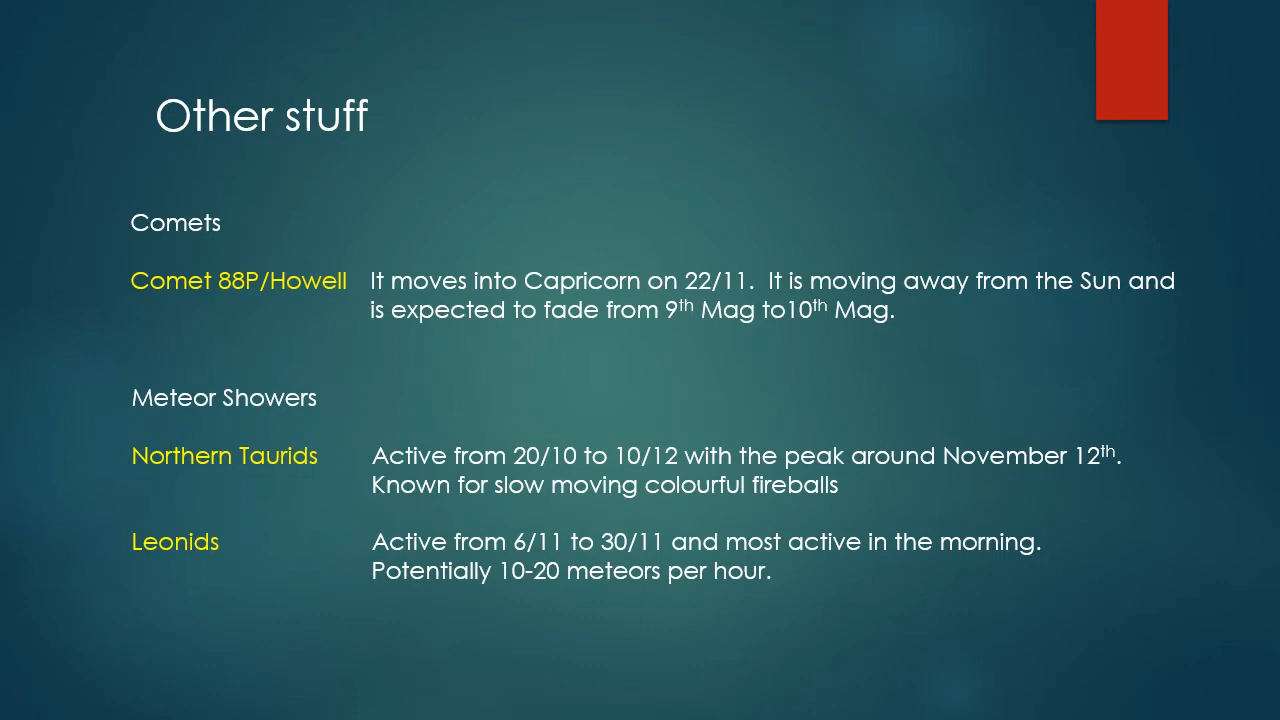 Other stuff
Comets
Comet 88P/Howell It moves into Capricorn on 22/11. It is moving away from the Sun and
is expected to fade from 9th Mag to10th Mag.
Meteor Showers
Northern Taurids Active from 20/10 to 10/12 with the peak around November 12th.
Known for slow moving colourful fireballs
Leonids Active from 6/11 to 30/11 and most active in the morning.
Potentially 10-20 meteors per hour.